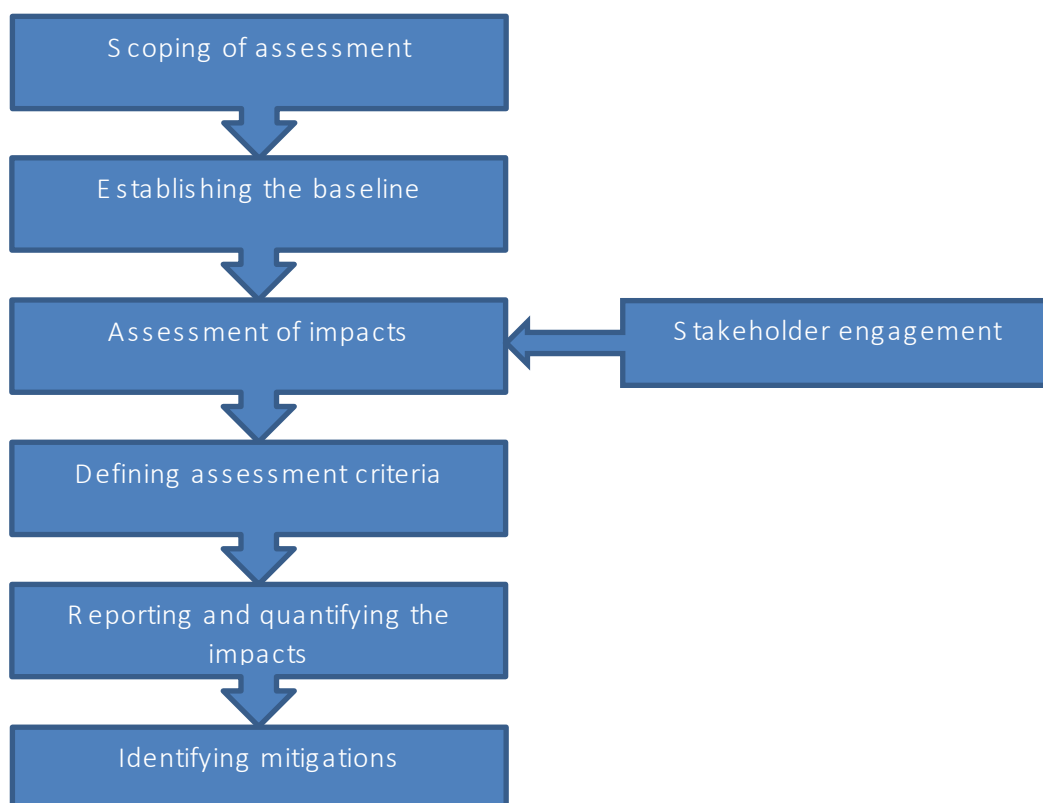 Scoping of assessment
Establishing the baseline
Assessment of impacts
Stakeholder engagement
Defining assessment criteria
Reporting and quantifying the
impacts
Identifying mitigations